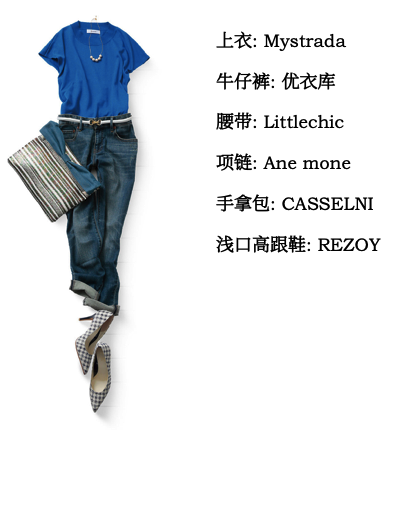 上衣: Mystrada
牛仔裤: 优衣库
腰带: Littlechic
项链: Ane mone
手拿包: CASSELNI
浅口高跟鞋: REZOY